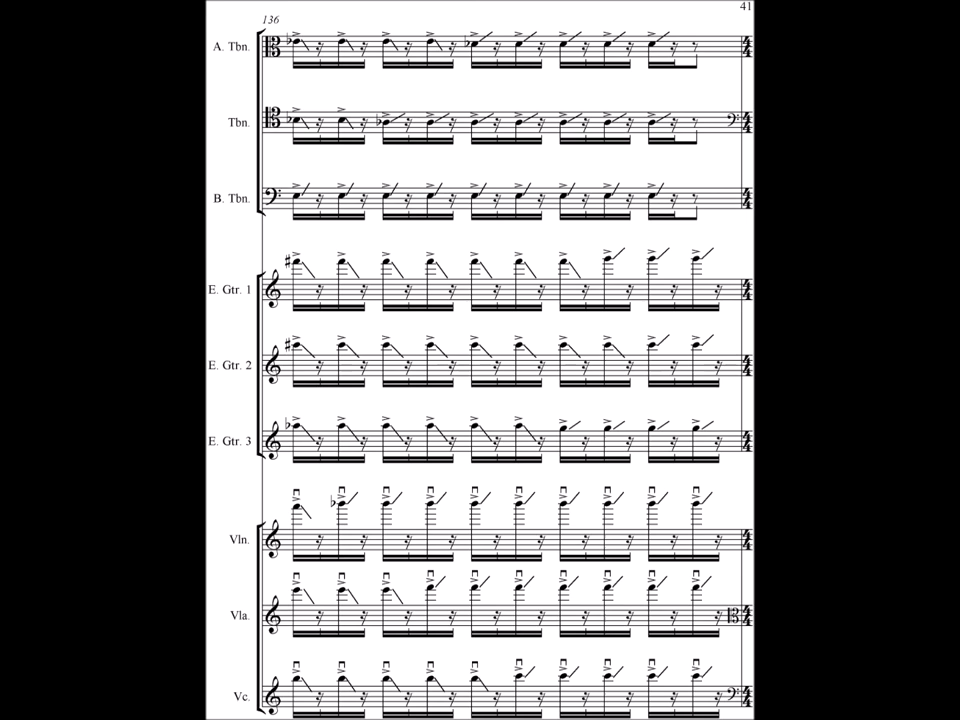 41
136
A. Tbn.
Tbn.
B. Tbn.
E. Gtr. 1
E. Gtr. 2
E. Gtr. 3
Vln.
Vla.
Vc.